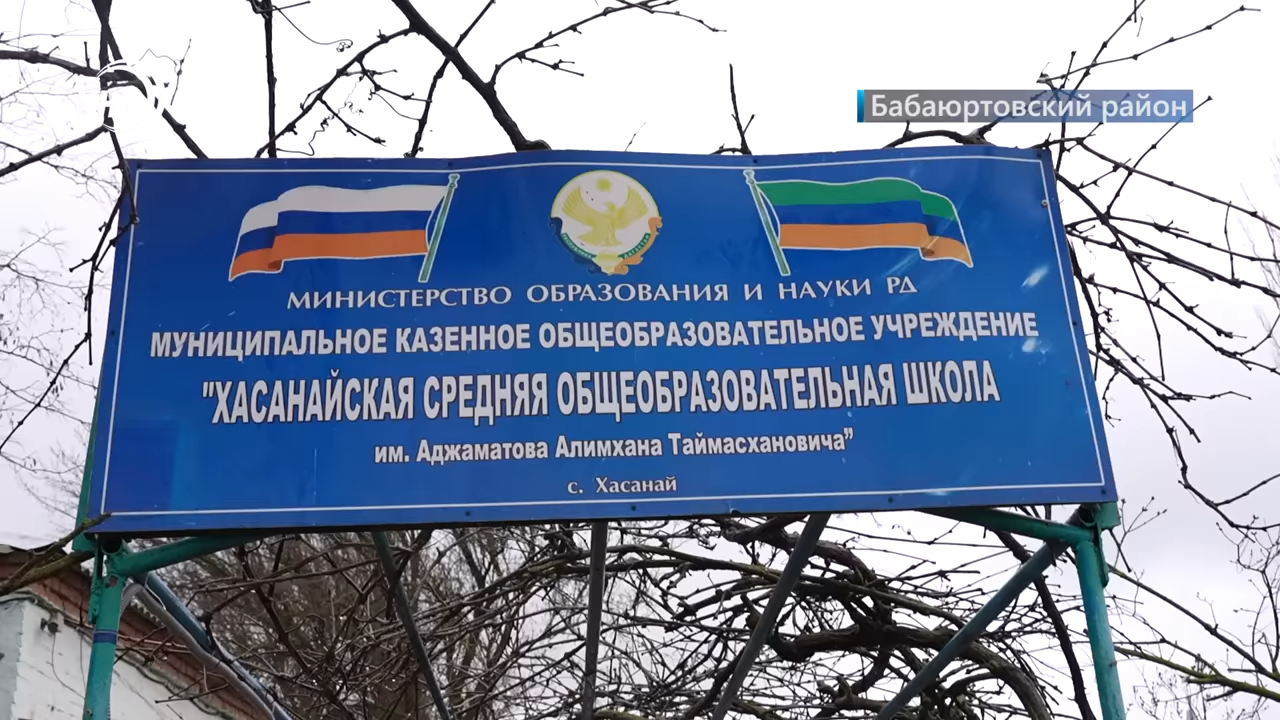 Бабаюртовский район
МИНИСТЕРСТВО ОБРАЗОВАНИЯ И НАУКИ РД
МУНИЦИПАЛЬНОЕ КАЗЕННОЕ ОБЩЕОБРАЗОВАТЕЛЬНОЕ УЧРЕЖДЕНИЕ
"ХАСАНАЙСКАЯ СРЕДНЯЯ ОБЩЕОБРАЗОВАТЕЛЬНАЯ ШКОЛА
им. Аджаматова Алимхана Таймасхановича”
с. Хасанай